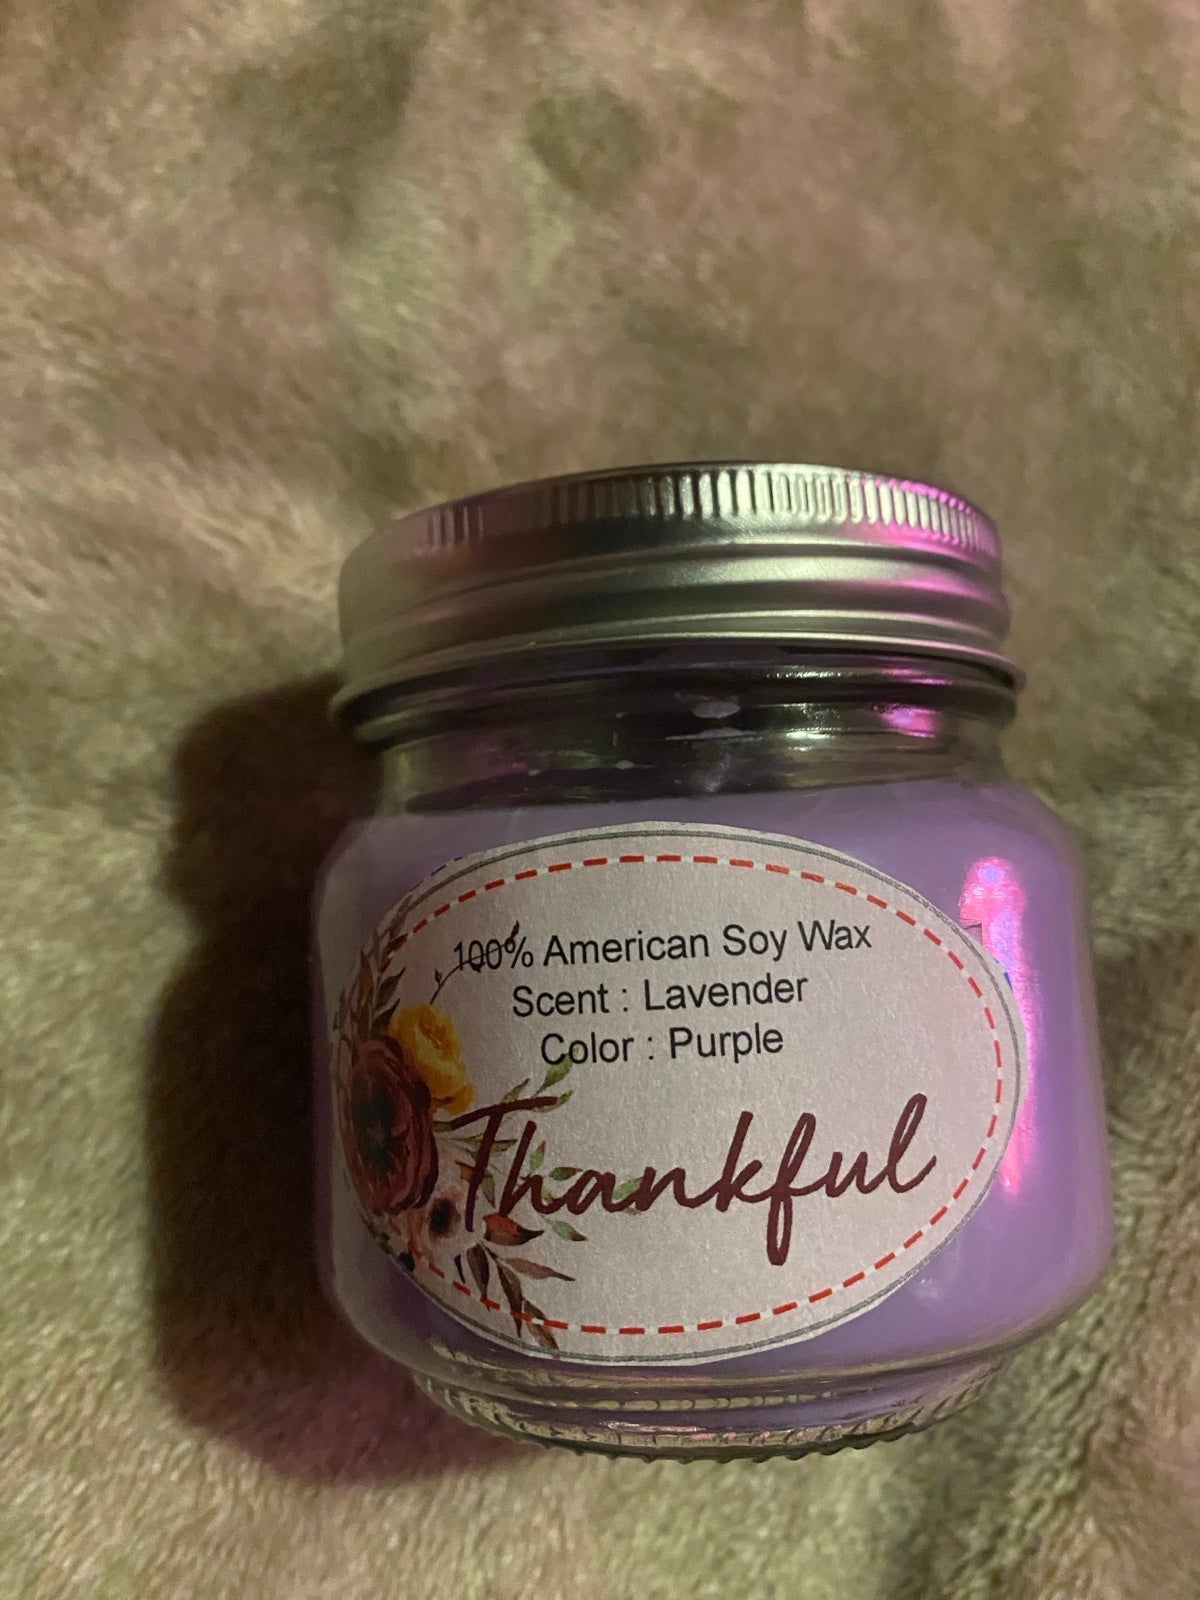 100% American Soy Wax
Scent : Lavender
Color : Purple
Thankful